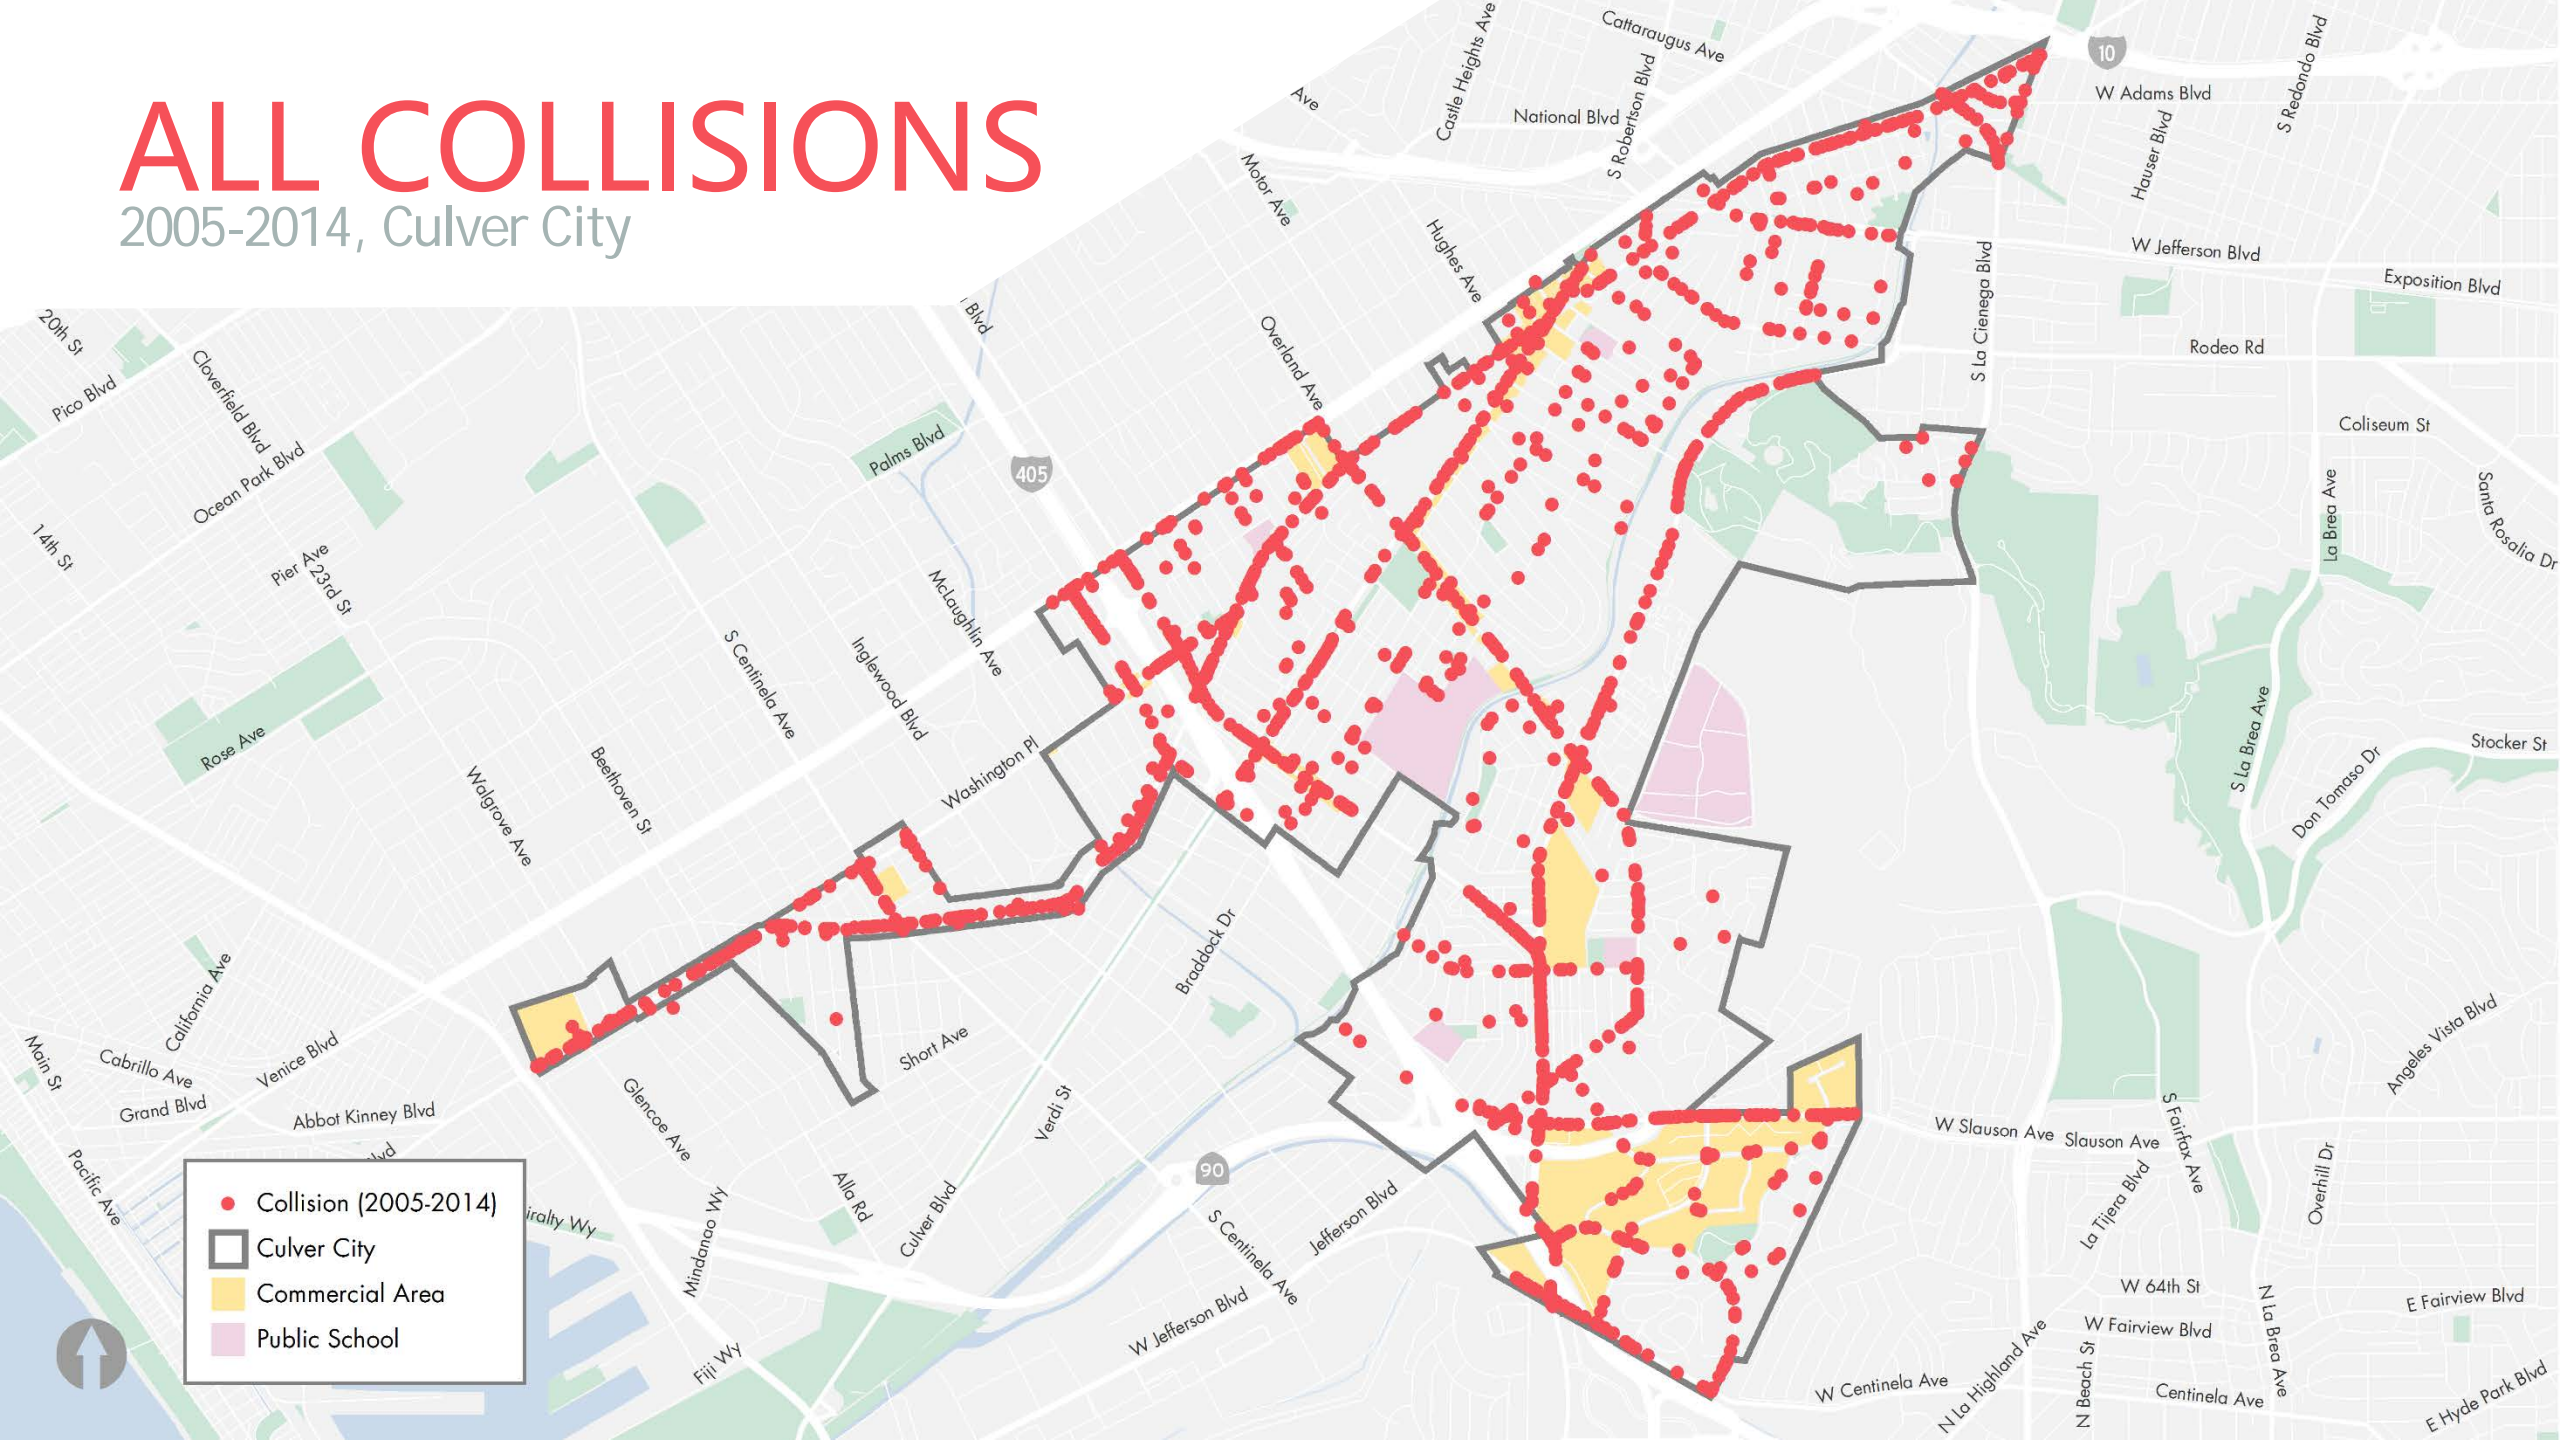 ALL COLLISIONS
2005-2014, Culver City
Cattaraugus Ave
Castle Heights Ave
S Robertson Blvd
National Blvd
Ave
Motor Ave
Hughes Ave
10
W Adams Blvd
S Redondo Blvd
Hauser Blvd
W Jefferson Blvd
Exposition Blvd
S La Cienega Blvd
Rodeo Rd
Coliseum St
La Brea Ave
Santa Rosalia Dr
20th St
Pico Blvd
Cloverfield Blvd
Ocean Park Blvd
14th St
Pier Ave
23rd St
Blvd
Overland Ave
Palms Blvd
405
McLaughlin Ave
Inglewood Blvd
S Centinela Ave
Rose Ave
Walgrove Ave
Beethoven St
Washington Pl
S La Brea Ave
Don Tomaso Dr
Stocker St
Braddock Dr
California Ave
Main St
Cabrillo Ave
Grand Blvd
Venice Blvd
Abbot Kinney Blvd
lvd
Pacific Ave
Short Ave
Glencoe Ave
Verdi St
Alla Rd
Mindanao Wy
Culver Blvd
iralty Wy
Fiji Wy
90
S Centinela Ave
Jefferson Blvd
W Jefferson Blvd
Angeles Vista Blvd
W Slauson Ave
Slauson Ave
S Fairfax Ave
La Tijera Blvd
Overhill Dr
W 64th St
W Fairview Blvd
E Fairview Blvd
N La Brea Ave
N Highland Ave
N Beach St
W Centinela Ave
Centinela Ave
E Hyde Park Blvd
Collision (2005-2014)
Culver City
Commercial Area
Public School